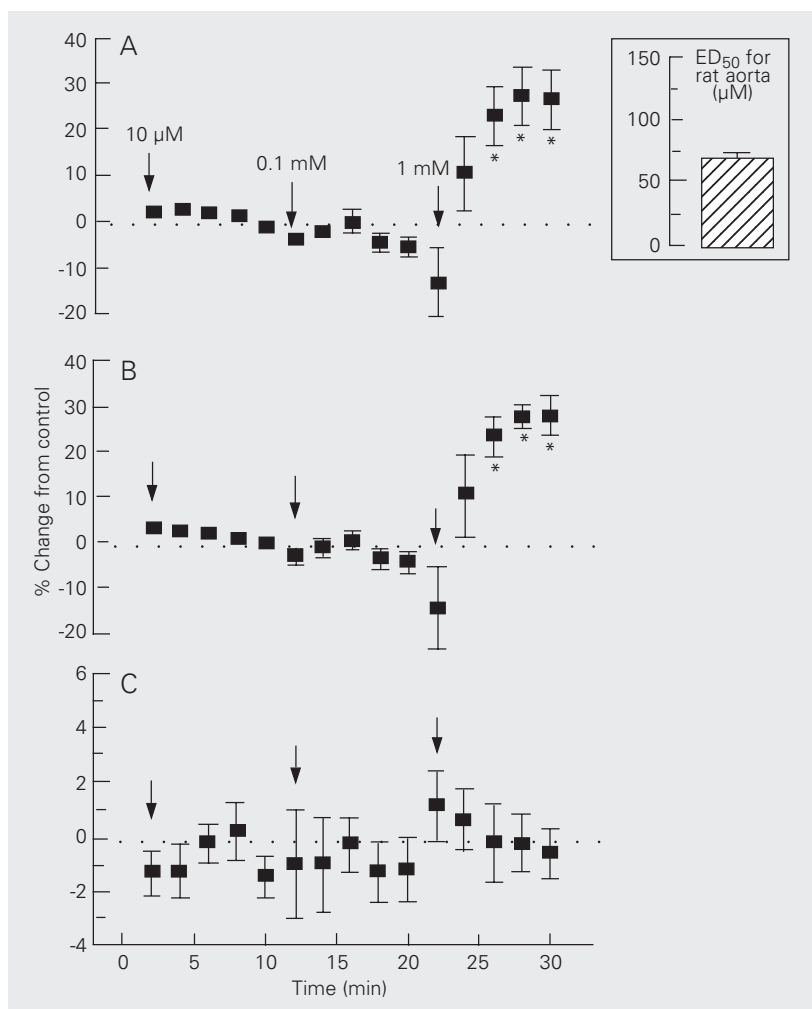 A
40
30
20
10
0
-10
-20
10 µM
0.1 mM
1 mM
*
*
*
ED50 for
rat aorta
(µM)
150
100
50
0
B
40
30
20
10
0
-10
-20
*
*
*
% Change from control
C
6
4
2
0
-2
-4
0 5 10 15 20 25 30
Time (min)